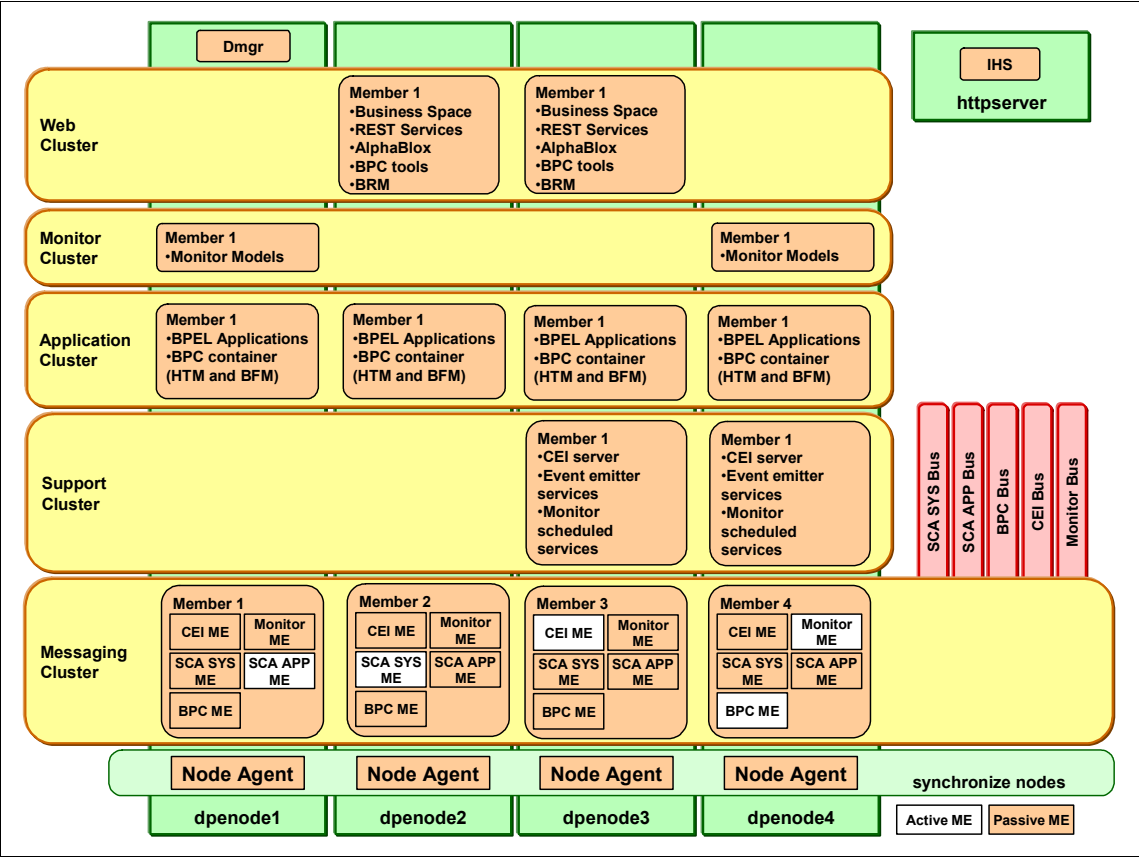 Dmgr
IHS
httpserver
Web
Cluster
Member 1
•Business Space
•REST Services
•AlphaBlox
•BPC tools
•BRM
Member 1
•Business Space
•REST Services
•AlphaBlox
•BPC tools
•BRM
Monitor
Cluster
Member 1
•Monitor Models
Member 1
•Monitor Models
Application
Cluster
Member 1
•BPEL Applications
•BPC container
(HTM and BFM)
Member 1
•BPEL Applications
•BPC container
(HTM and BFM)
Member 1
•BPEL Applications
•BPC container
(HTM and BFM)
Member 1
•BPEL Applications
•BPC container
(HTM and BFM)
Support
Cluster
Member 1
•CEI server
•Event emitter
services
•Monitor
scheduled
services
Member 1
•CEI server
•Event emitter
services
•Monitor
scheduled
services
SCA SYS Bus
SCA APP Bus
BPC Bus
CEI Bus
Monitor Bus
Messaging
Cluster
Member 1
CEI ME
Monitor
ME
SCA SYS
ME
SCA APP
ME
BPC ME
Member 2
CEI ME
Monitor
ME
SCA SYS
ME
SCA APP
ME
BPC ME
Member 3
CEI ME
Monitor
ME
SCA SYS
ME
SCA APP
ME
BPC ME
Member 4
CEI ME
Monitor
ME
SCA SYS
ME
SCA APP
ME
BPC ME
Node Agent
Node Agent
Node Agent
Node Agent
synchronize nodes
dpenode1
dpenode2
dpenode3
dpenode4
Active ME
Passive ME